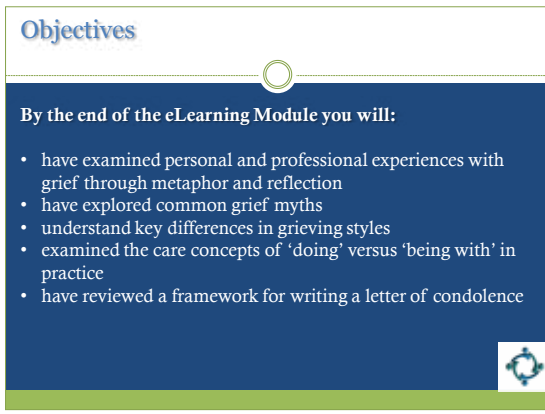 Objectives
By the end of the eLearning Module you will:
• have examined personal and professional experiences with
grief through metaphor and reflection
• have explored common grief myths
• understand key differences in grieving styles
• examined the care concepts of ‘doing’ versus ‘being with’ in
practice
• have reviewed a framework for writing a letter of condolence